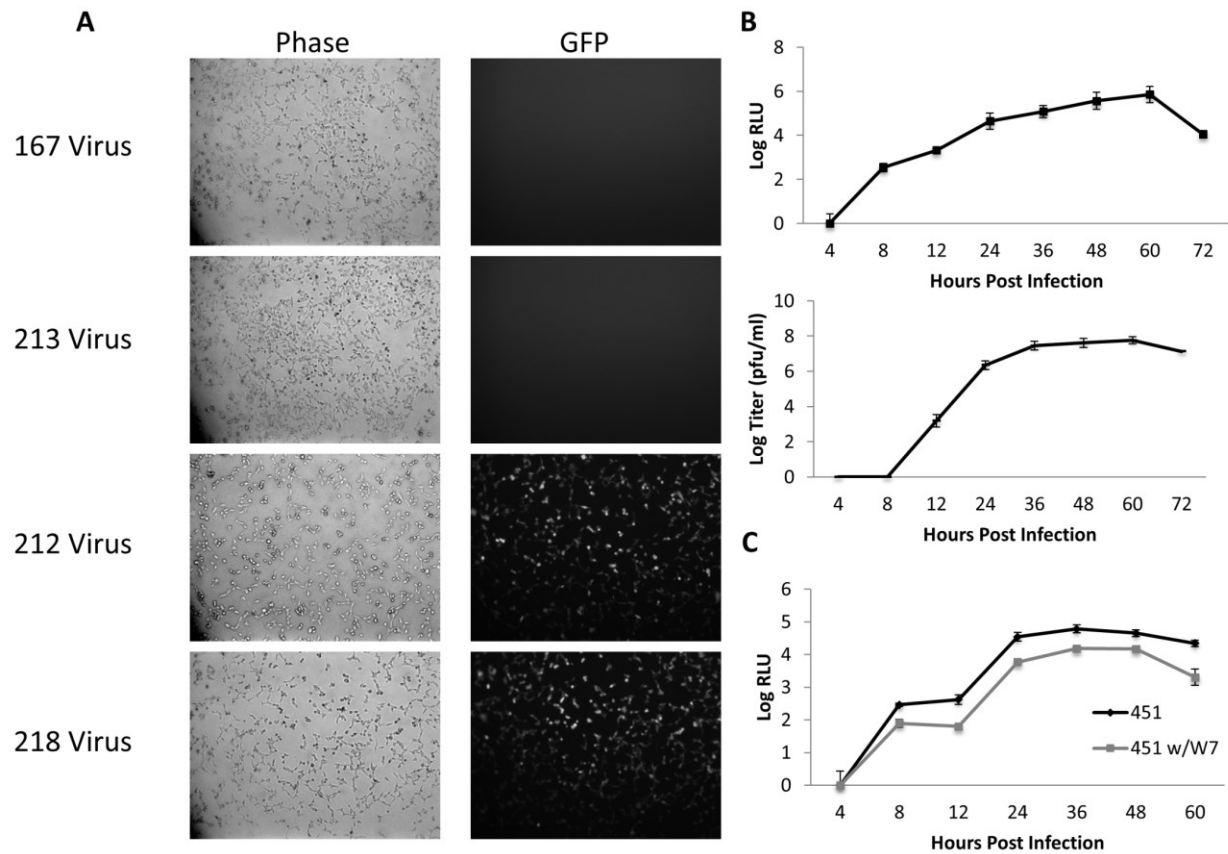 A
Phase
GFP
167 Virus
213 Virus
212 Virus
218 Virus
B
8
6
4
2
0
Log RLU
4 8 12 24 36 48 60 72
Hours Post Infection
10
8
6
4
2
0
Log Titer (pfu/ml)
4 8 12 24 36 48 60 72
Hours Post Infection
C
6
5
4
3
2
1
0
Log RLU
451
451 w/W7
4 8 12 24 36 48 60
Hours Post Infection